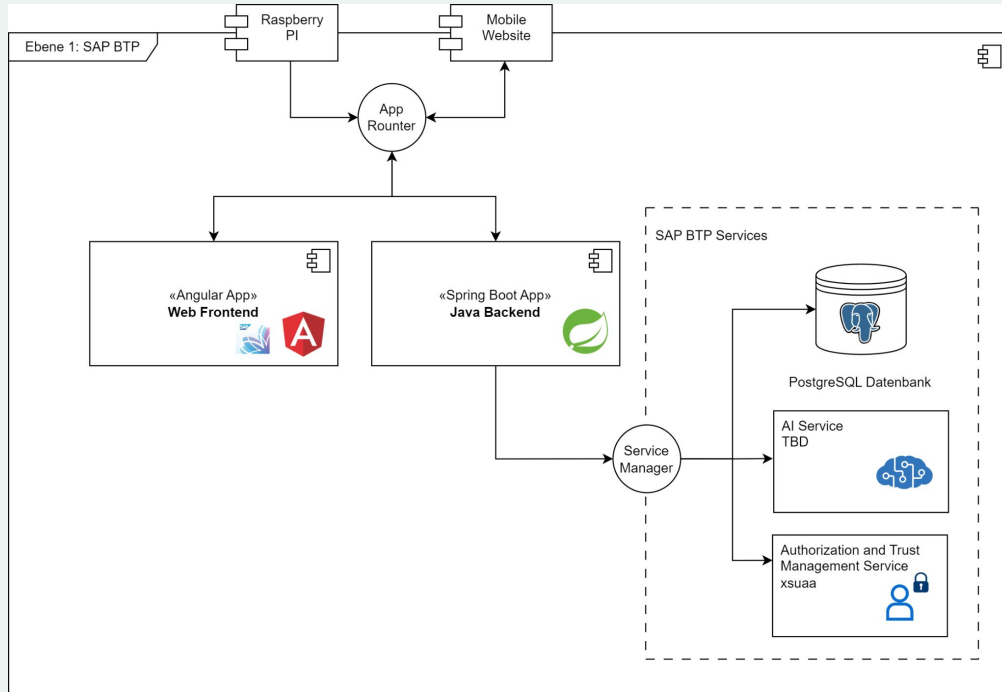 Raspberry
PI
Mobile
Website
Ebene 1: SAP BTP
App
Rounter
«Angular App»
Web Frontend
SAP
«Spring Boot App»
Java Backend
SAP BTP Services
PostgreSQL Datenbank
Service
Manager
AI Service
TBD
Authorization and Trust
Management Service
xsuaa